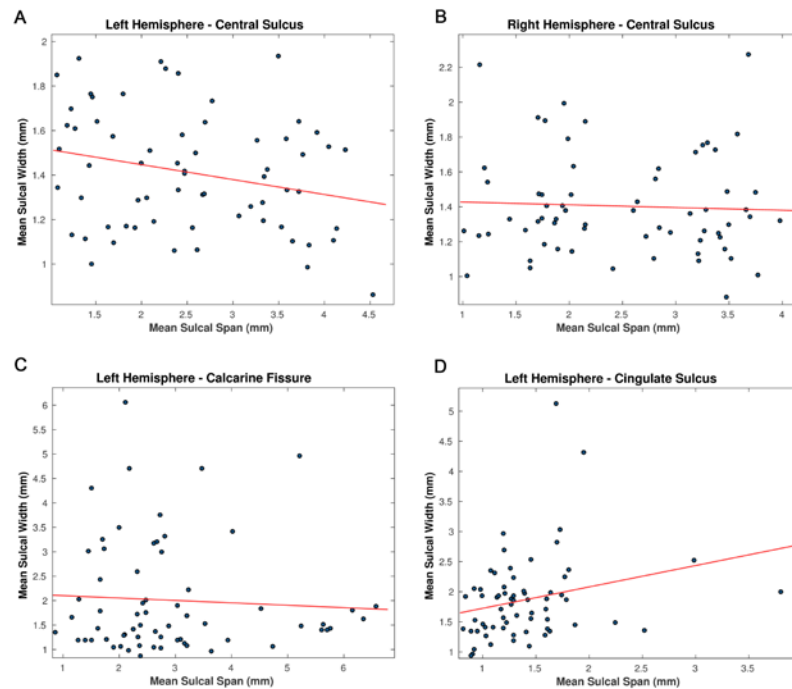 A
Left Hemisphere - Central Sulcus
Mean Sulcal Width (mm)
2
1.8
1.6
1.4
1.2
1
1.5 2 2.5 3 3.5 4 4.5
Mean Sulcal Span (mm)
B
Right Hemisphere - Central Sulcus
Mean Sulcal Width (mm)
2.2
2
1.8
1.6
1.4
1.2
1
1 1.5 2 2.5 3 3.5 4
Mean Sulcal Span (mm)
C
Left Hemisphere - Calcarine Fissure
Mean Sulcal Width (mm)
6
5.5
5
4.5
4
3.5
3
2.5
2
1.5
1
1 2 3 4 5 6
Mean Sulcal Span (mm)
D
Left Hemisphere - Cingulate Sulcus
Mean Sulcal Width (mm)
5
4.5
4
3.5
3
2.5
2
1.5
1
1 1.5 2 2.5 3 3.5
Mean Sulcal Span (mm)